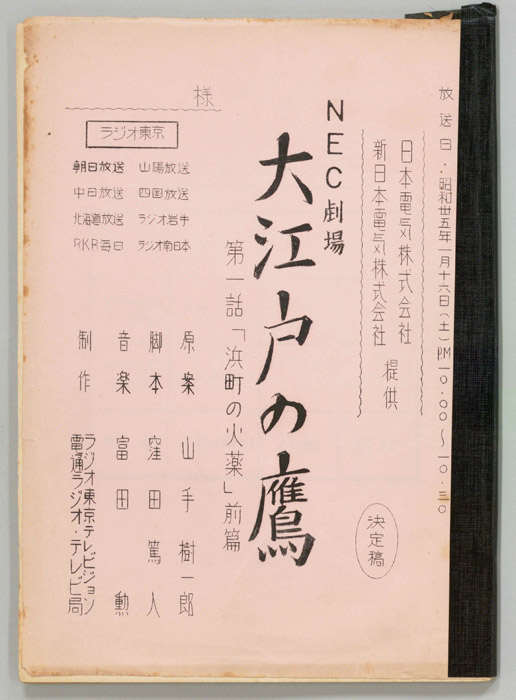 放送日・昭和卅五年一月十六日(土)P.M一〇.〇〇〜一〇.三〇
日本電気株式会社
新日本電気株式会社
提供
決定稿
NEC劇場
大江戸の鷹
第一話「浜町の火薬」前篇
様
ラジオ東京
朝日放送 山陽放送
中日放送 四国放送
北海道放送 ラジオ岩手
RKR毎日 ラジオ南日本
原案 山手樹一郎
脚本 窪田篤人
音楽 富田勲
制作 ラジオ東京テレビジョン
電通ラジオ・テレビ局